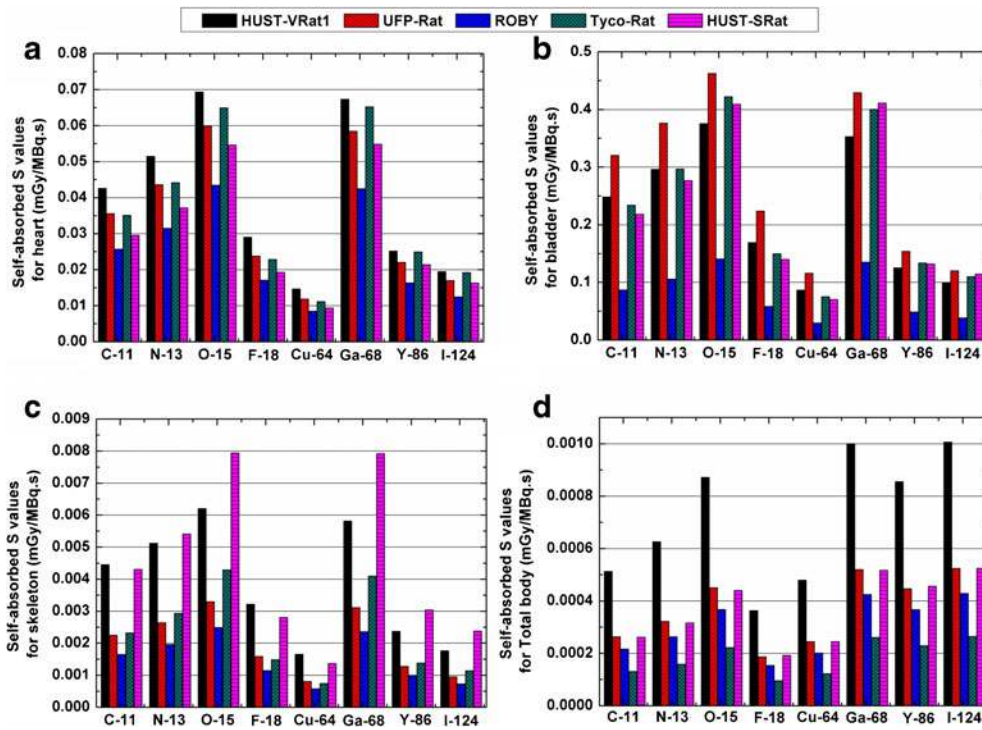 HUST-VRat1 UFP-Rat ROBY Tyco-Rat HUST-SRat
a
Self-absorbed S values
for heart (mGy/MBq.s)
0.08
0.07
0.06
0.05
0.04
0.03
0.02
0.01
0.00
C-11 N-13 O-15 F-18 Cu-64 Ga-68 Y-86 I-124
b
Self-absorbed S values
for bladder (mGy/MBq.s)
0.5
0.4
0.3
0.2
0.1
0.0
C-11 N-13 O-15 F-18 Cu-64 Ga-68 Y-86 I-124
c
Self-absorbed S values
for skeleton (mGy/MBq.s)
0.009
0.008
0.007
0.006
0.005
0.004
0.003
0.002
0.001
0.000
C-11 N-13 O-15 F-18 Cu-64 Ga-68 Y-86 I-124
d
Self-absorbed S values
for Total body (mGy/MBq.s)
0.0010
0.0008
0.0006
0.0004
0.0002
0.0000
C-11 N-13 O-15 F-18 Cu-64 Ga-68 Y-86 I-124